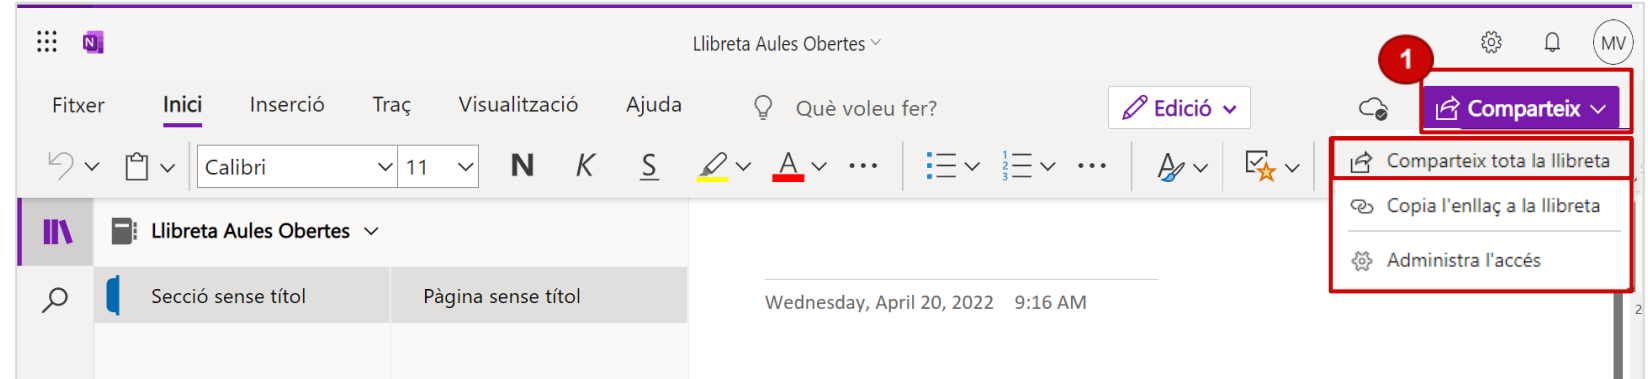 N
Llibreta Aules Obertes
MV
1
Fitxer Inici Inserció Traç Visualització Ajuda Què voleu fer? Edició Comparteix
Calibri 11 N K S A
Comparteix tota la llibreta
Copia l'enllaç a la llibreta
Administra l'accés
Llibreta Aules Obertes
Secció sense títol Pàgina sense títol
Wednesday, April 20, 2022 9:16 AM